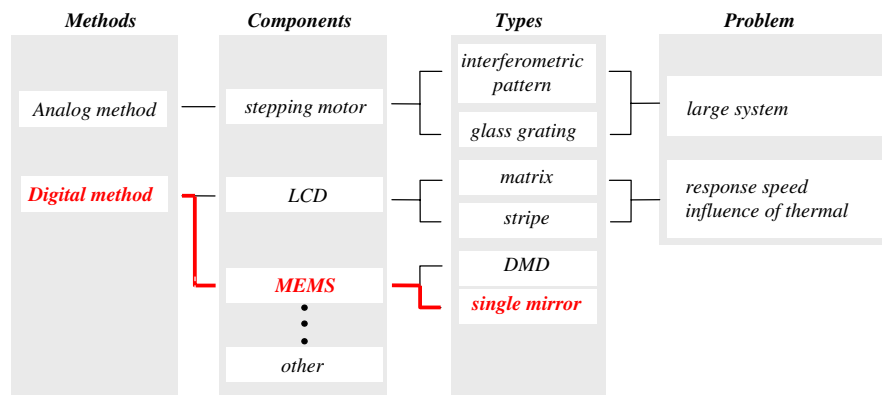 Methods
Components
Types
Problem
Analog method
stepping motor
interferometric
pattern
glass grating
large system
Digital method
LCD
matrix
stripe
response speed
influence of thermal
MEMS
DMD
single mirror
other